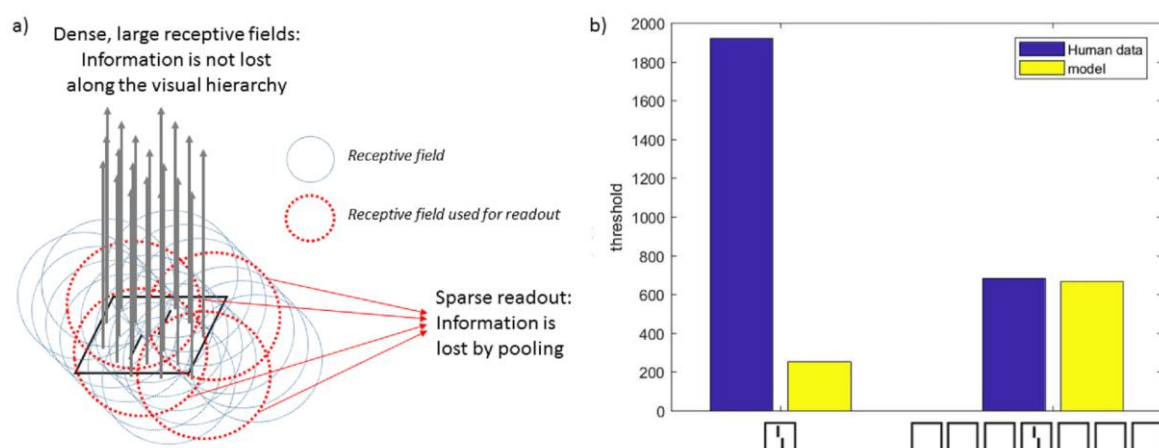 a)
Dense, large receptive fields:
Information is not lost
along the visual hierarchy
Receptive field
Receptive field used for readout
Sparse readout:
Information is
lost by pooling
b)
2000
1800
1600
1400
1200
1000
800
600
400
200
0
threshold
Human data
model